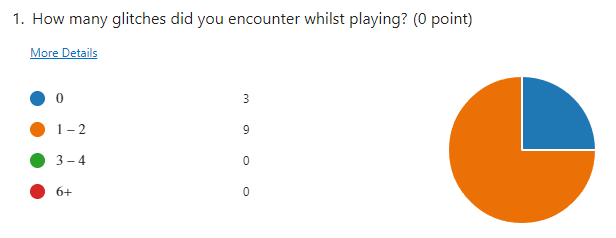 1. How many glitches did you encounter whilst playing? (0 point)
More Details
0 3
1 – 2 9
3 – 4 0
6+ 0